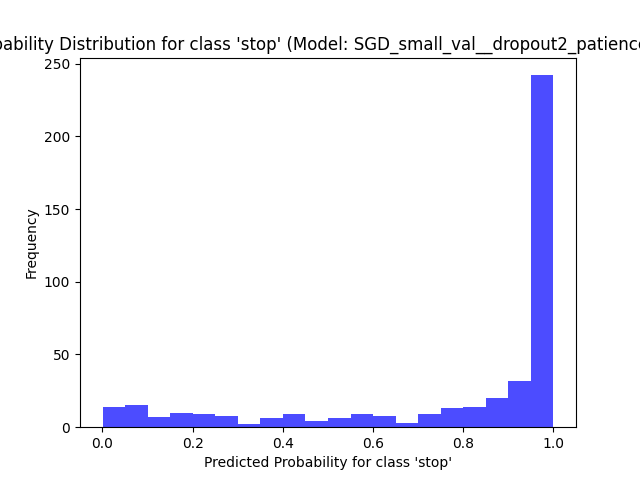 bability Distribution for class 'stop' (Model: SGD_small_val__dropout2_patience
250
200
150
100
50
0
Frequency
0.0 0.2 0.4 0.6 0.8 1.0
Predicted Probability for class 'stop'